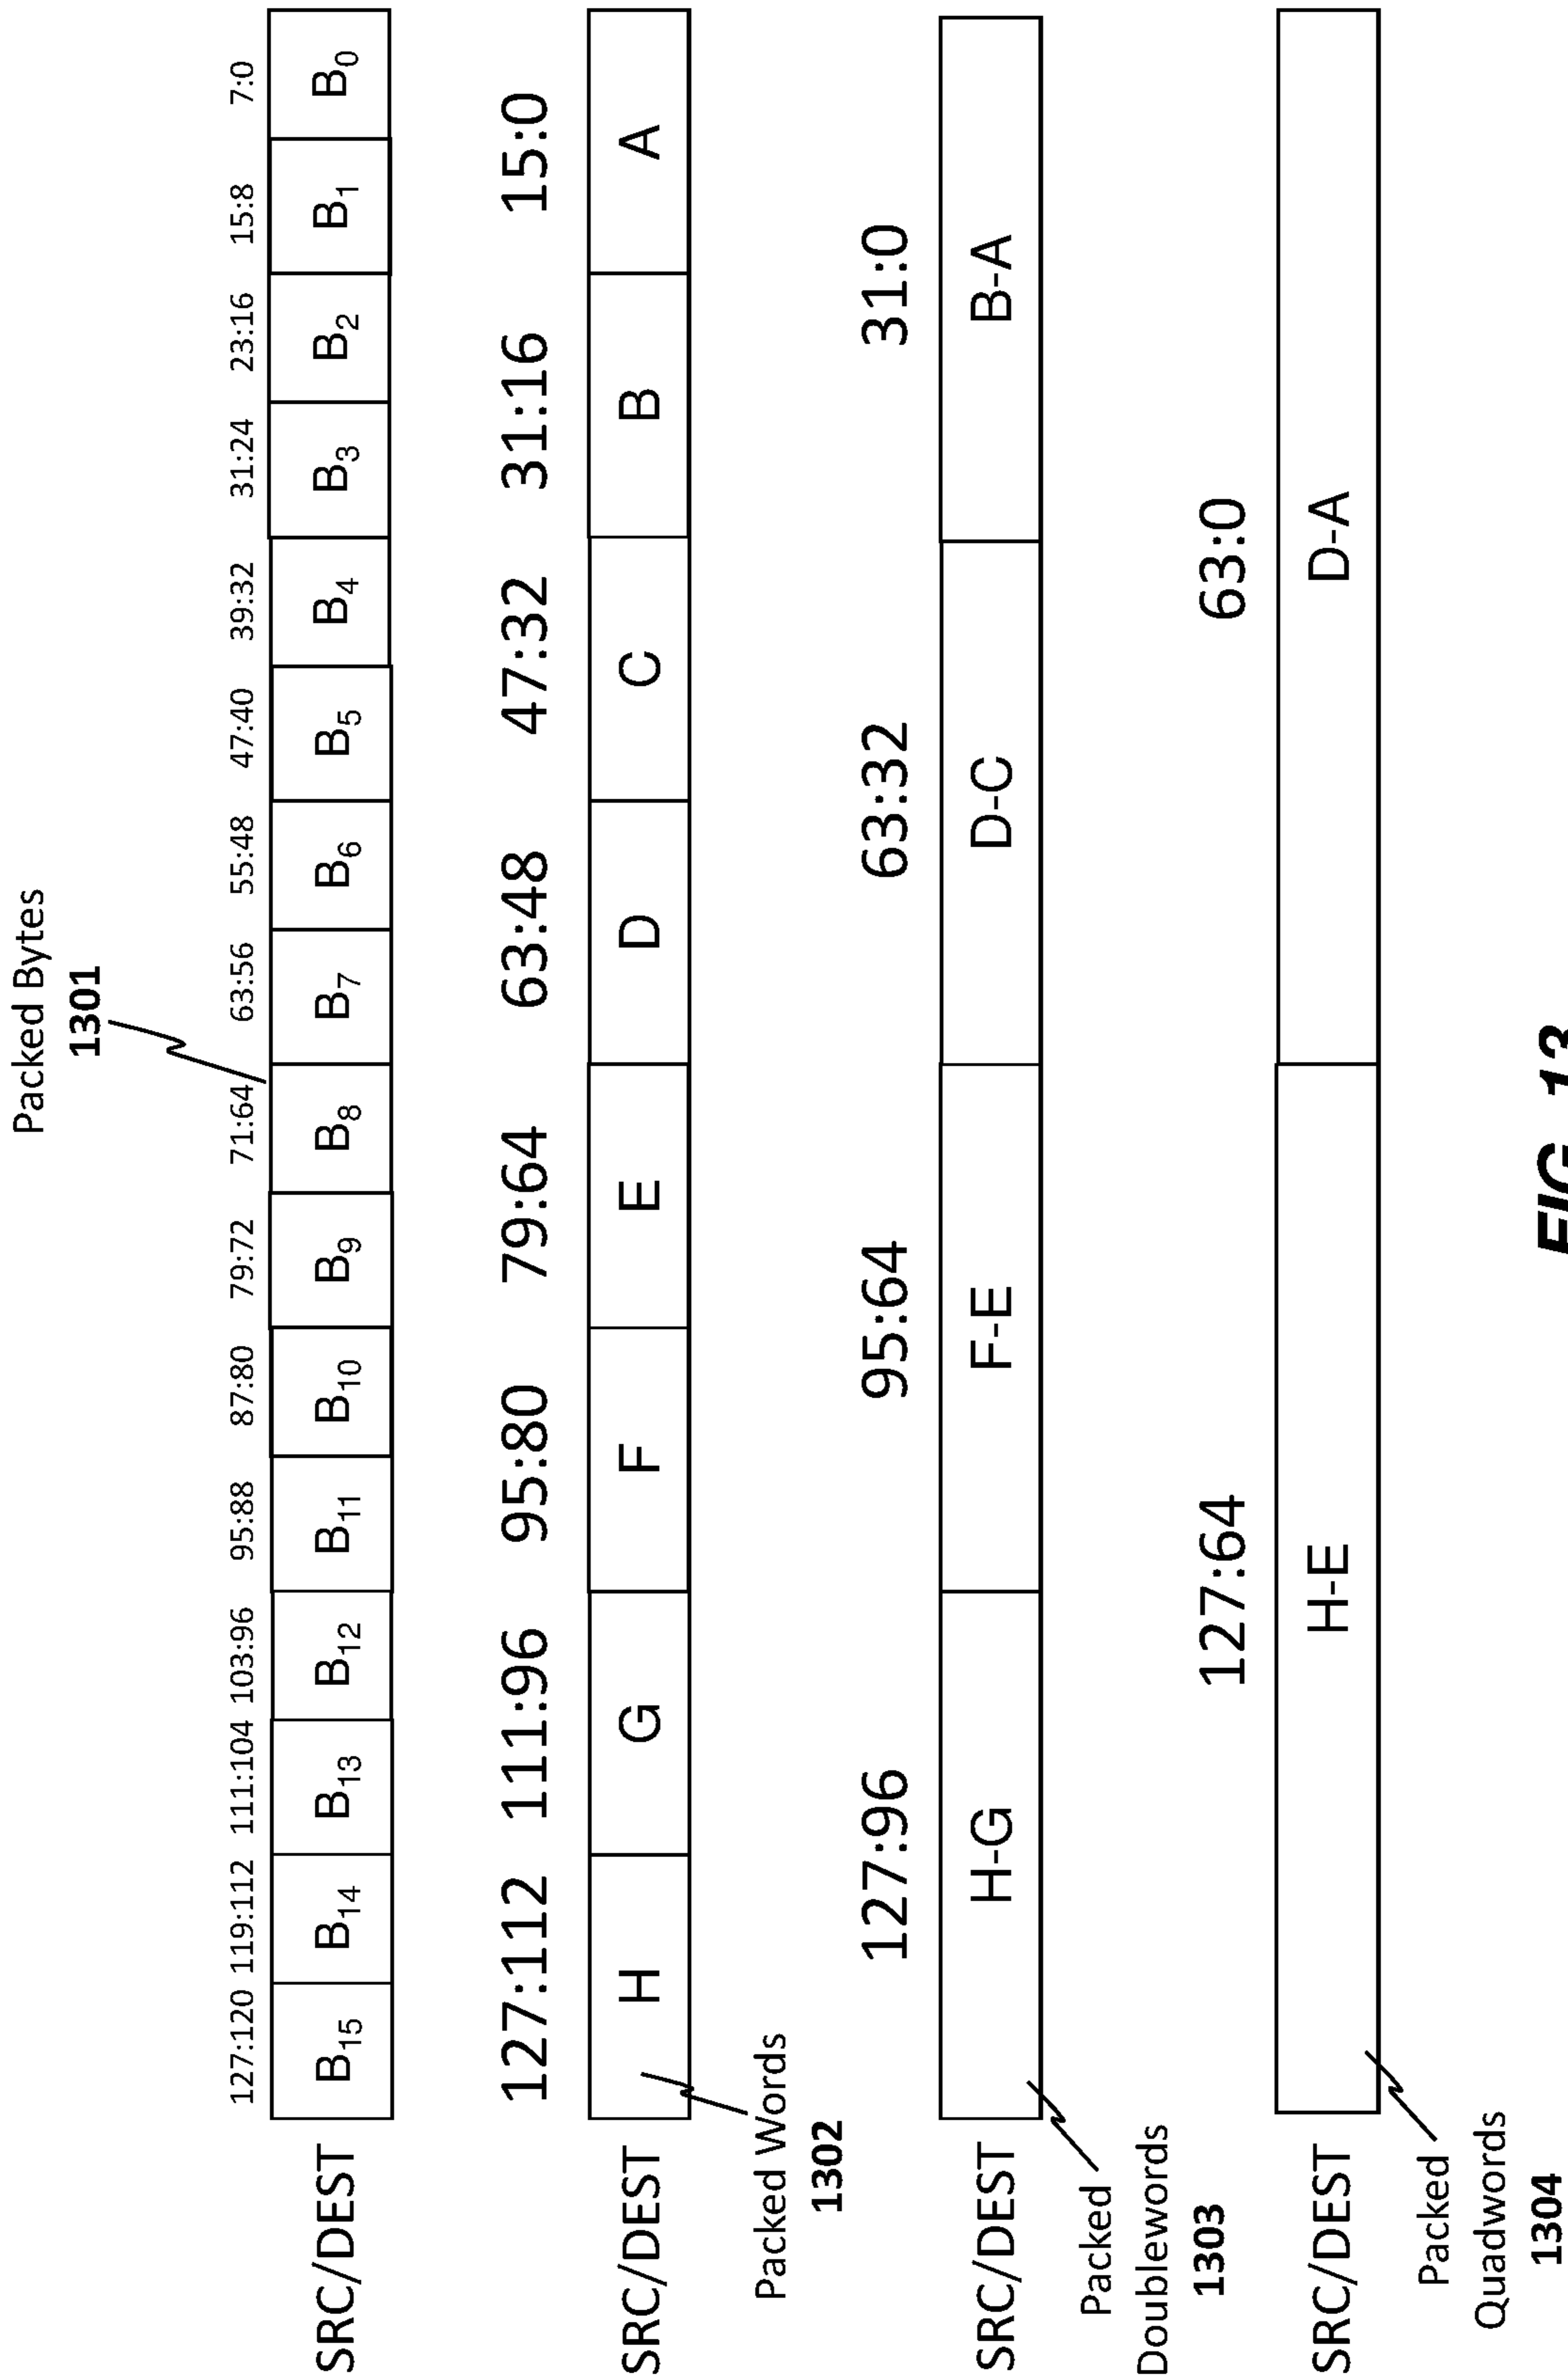 Packed Bytes
1301
127:120 119:112 111:104 103:96 95:88 87:80 79:72 71:64 63:56 55:48 47:40 39:32 31:24 23:16 15:8 7:0
SRC/DEST B15 B14 B13 B12 B11 B10 B9 B8 B7 B6 B5 B4 B3 B2 B1 B0
127:112 111:96 95:80 79:64 63:48 47:32 31:16 15:0
SRC/DEST H G F E D C B A
Packed Words
1302
127:96 95:64 63:32 31:0
SRC/DEST H-G F-E D-C B-A
Packed
Doublewords
1303
127:64 63:0
SRC/DEST H-E D-A
Packed
Quadwords
1304
FIG. 13